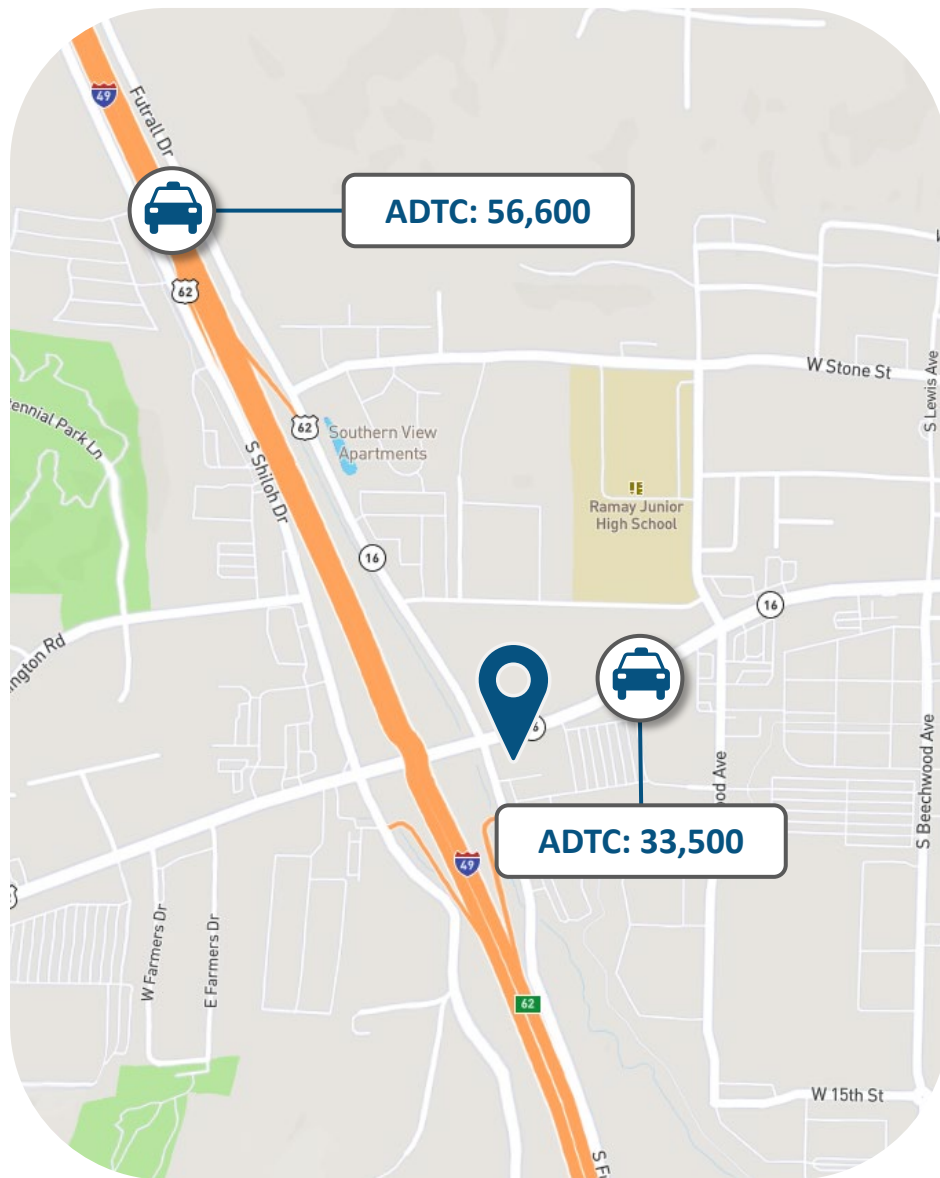 49
Futrall Dr
ADTC: 56,600
62
W Stone St
S Lewis Ave
62
Southern View
Apartments
S Shiloh Dr
Park Ln
Ramay Junior
High School
16
16
Rd
ADTC: 33,500
S Beechwood Ave
49
W Farmers Dr
E Farmers Dr
62
W 15th St